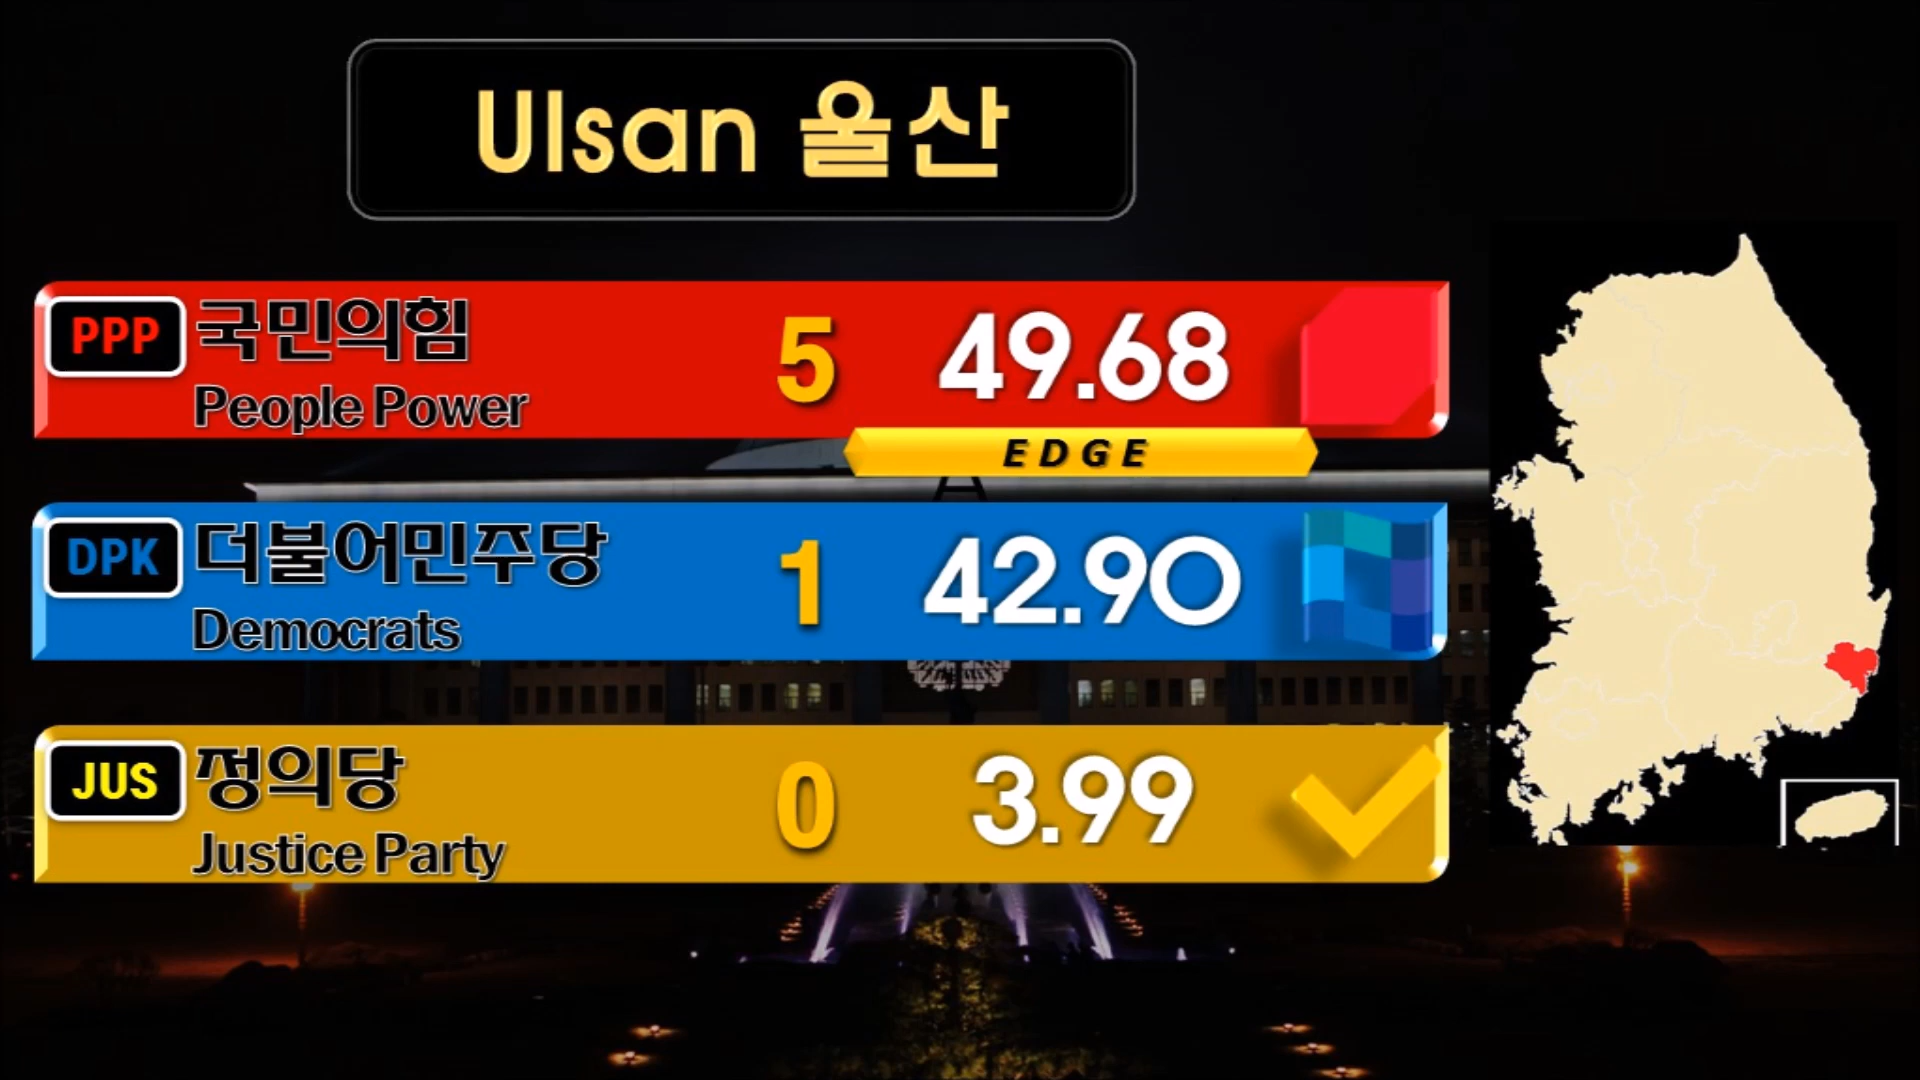 Ulsan 울산
PPP 국민의힘
People Power
5 49.68
EDGE
DPK 더불어민주당
Democrats
1 42.90
JUS 정의당
Justice Party
0 3.99